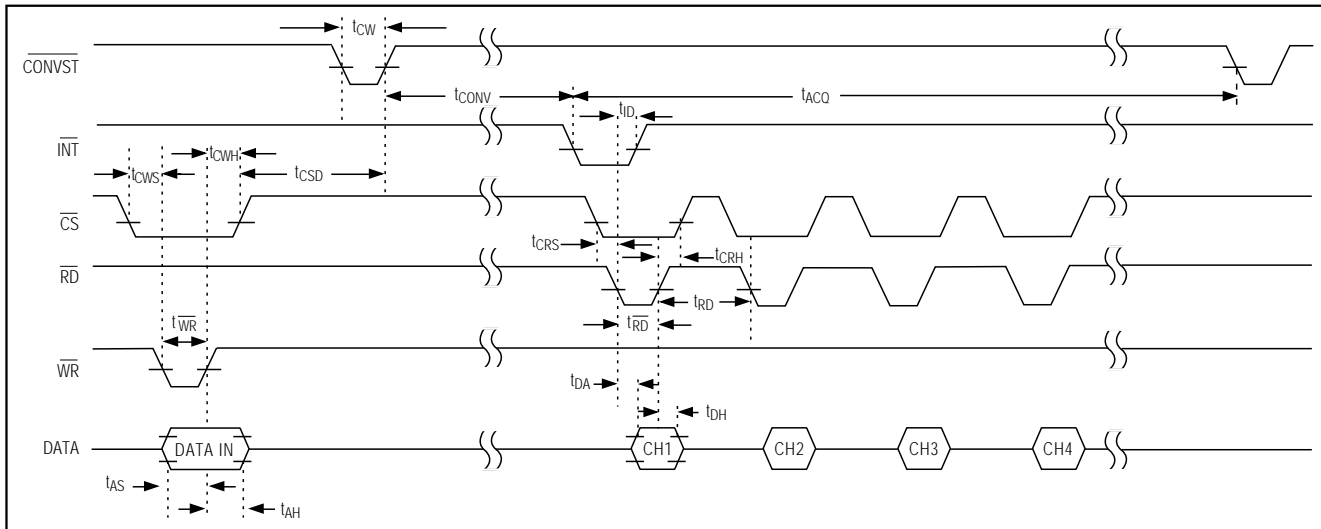 tCW
CONVST
tCONV
tACQ
tID
INT
tCWH
tCWS
tCSD
CS
tCRS
tCRH
RD
tRD
tWR
tRD
WR
tDA
tDH
DATA
DATA IN
CH1
CH2
CH3
CH4
tAS
tAH